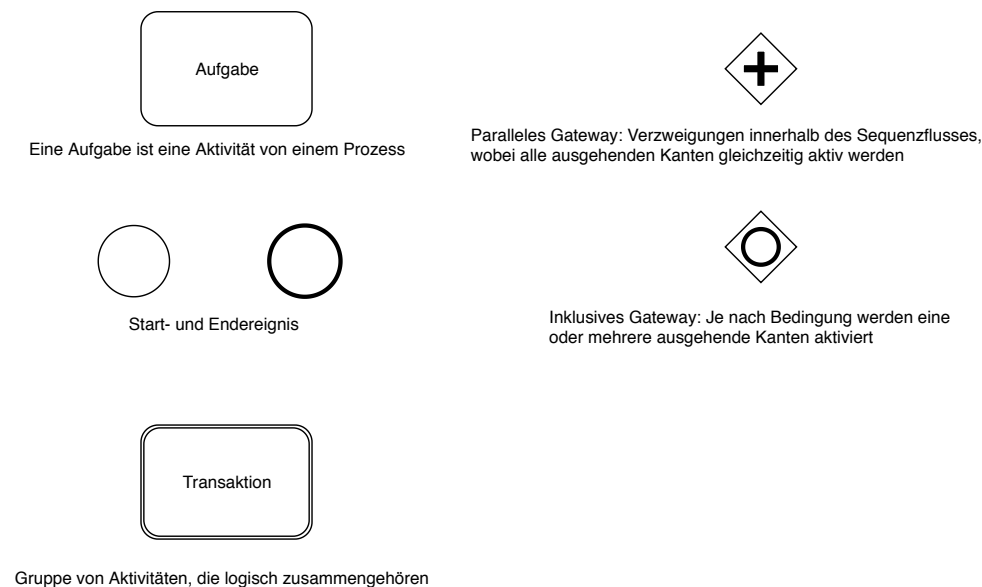 Aufgabe
Eine Aufgabe ist eine Aktivität von einem Prozess
Paralleles Gateway: Verzweigungen innerhalb des Sequenzflusses,
wobei alle ausgehenden Kanten gleichzeitig aktiv werden
Start- und Endereignis
Inklusives Gateway: Je nach Bedingung werden eine
oder mehrere ausgehende Kanten aktiviert
Transaktion
Gruppe von Aktivitäten, die logisch zusammengehören